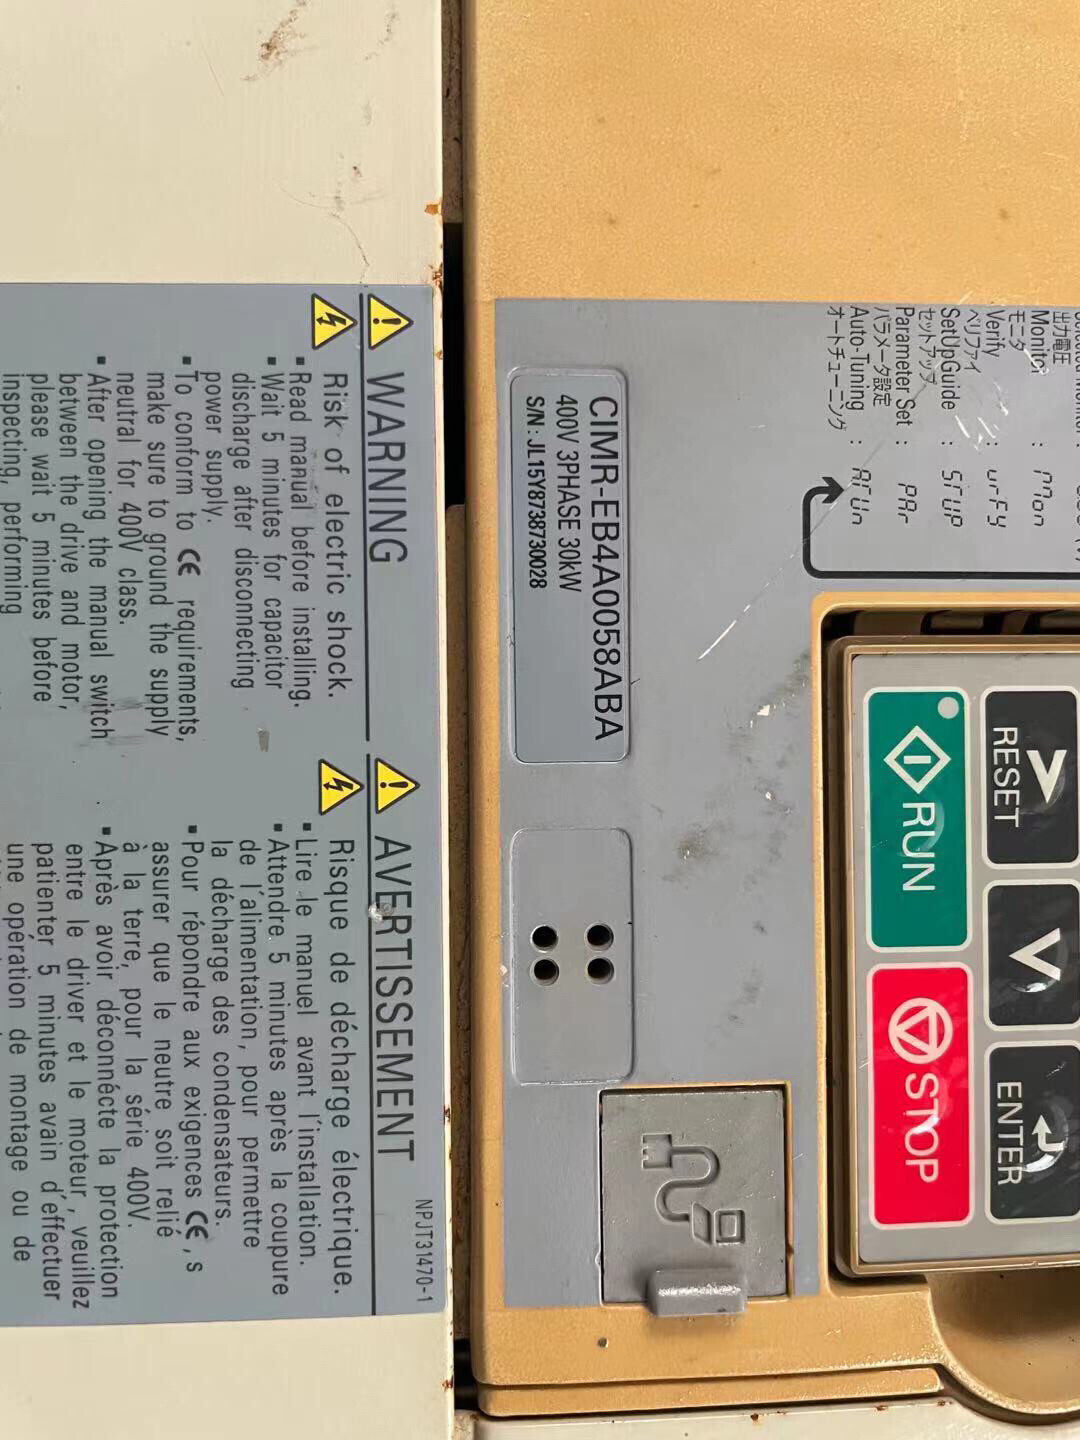 出力電圧
Monitor : Mon
モニタ
Verify : vrFy
ベリファイ
SetUpGuide : STUP
セットアップ
Parameter Set : PAr
パラメータ設定
Auto-Tuning : ATUn
オートチューニング
RESET
ENTER
RUN
STOP
CIMR-EB4A0058ABA
400V 3PHASE 30kW
S/N: JL15Y8738730028
WARNING
Risk of electric shock.
▪ Read manual before installing.
▪ Wait 5 minutes for capacitor
discharge after disconnecting
power supply.
▪ To conform to CE requirements,
make sure to ground the supply
neutral for 400V class.
▪ After opening the manual switch
between the drive and motor,
please wait 5 minutes before
inspecting, performing
AVERTISSEMENT
Risque de décharge électrique.
▪ Lire le manuel avant l'installation.
▪ Attendre 5 minutes après la coupure
de l'alimentation, pour permettre
la décharge des condensateurs.
▪ Pour répondre aux exigences CE, s
assurer que le neutre soit relié
à la terre, pour la série 400V.
▪ Après avoir déconnécte la protection
entre le driver et le moteur, veuillez
patienter 5 minutes avain d'effectuer
une opération de montage ou de
NPJT31470-1